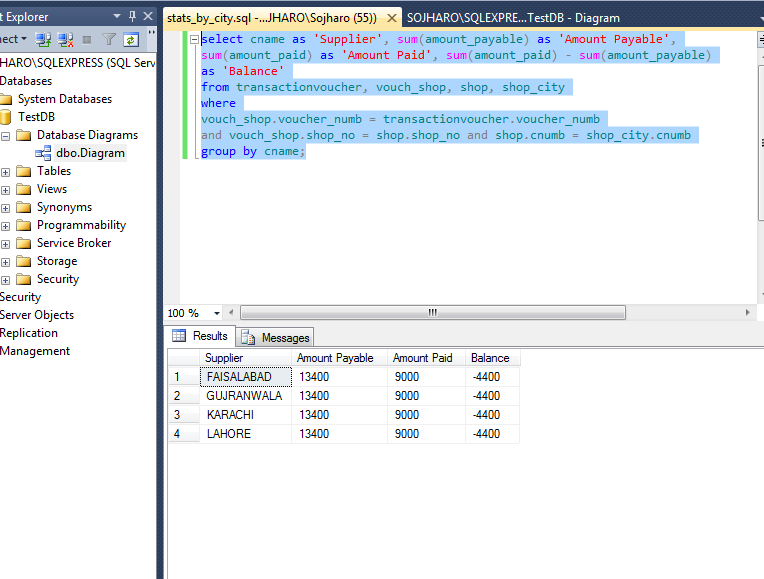 t Explorer
stats_by_city.sql -...JHARO\Sojharo (55))
SOJHARO\SQLEXPRE...TestDB - Diagram
nect
HARO\SQLEXPRESS (SQL Serv
Databases
System Databases
TestDB
Database Diagrams
dbo.Diagram
Tables
Views
Synonyms
Programmability
Service Broker
Storage
Security
Security
Server Objects
Replication
Management
select cname as 'Supplier', sum(amount_payable) as 'Amount Payable',
sum(amount_paid) as 'Amount Paid', sum(amount_paid) - sum(amount_payable)
as 'Balance'
from transactionvoucher, vouch_shop, shop, shop_city
where
vouch_shop.voucher_numb = transactionvoucher.voucher_numb
and vouch_shop.shop_no = shop.shop_no and shop.cnumb = shop_city.cnumb
group by cname;
100 %
Results
Messages
Supplier Amount Payable Amount Paid Balance
1 FAISALABAD 13400 9000 -4400
2 GUJRANWALA 13400 9000 -4400
3 KARACHI 13400 9000 -4400
4 LAHORE 13400 9000 -4400